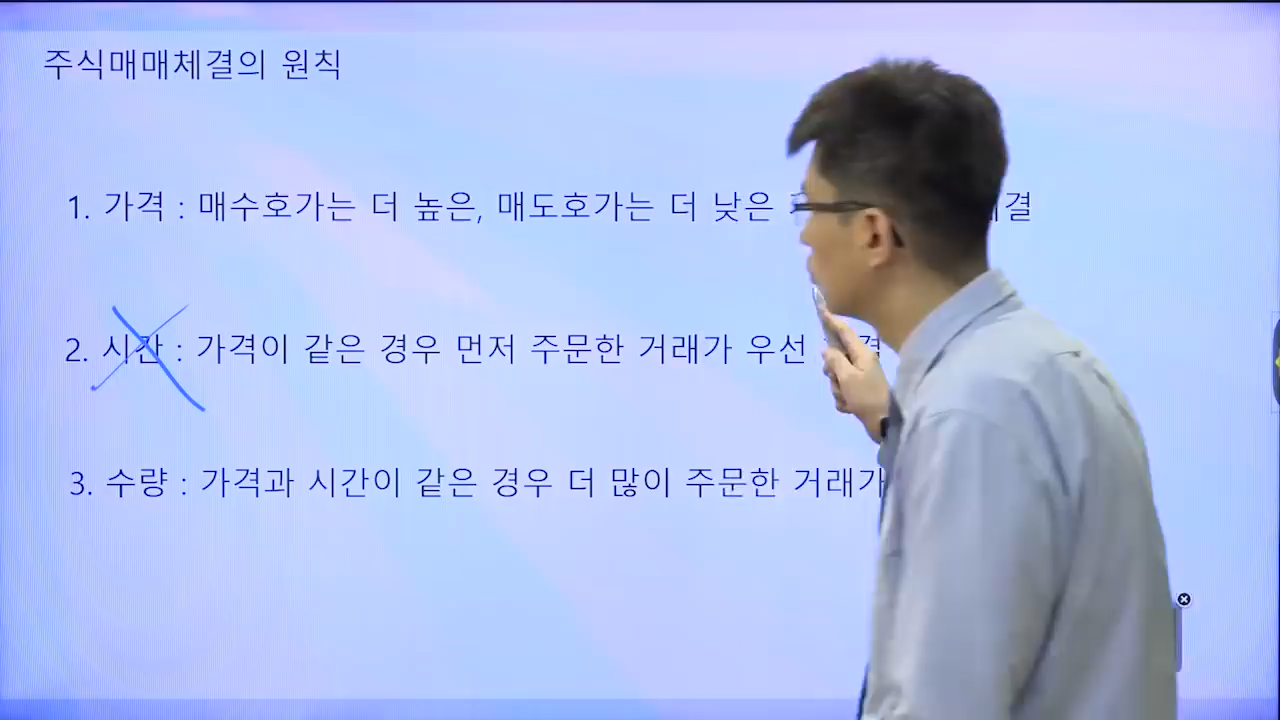 주식매매체결의 원칙
1. 가격 : 매수호가는 더 높은, 매도호가는 더 낮은
2. 시간 : 가격이 같은 경우 먼저 주문한 거래가 우선
3. 수량 : 가격과 시간이 같은 경우 더 많이 주문한 거래가